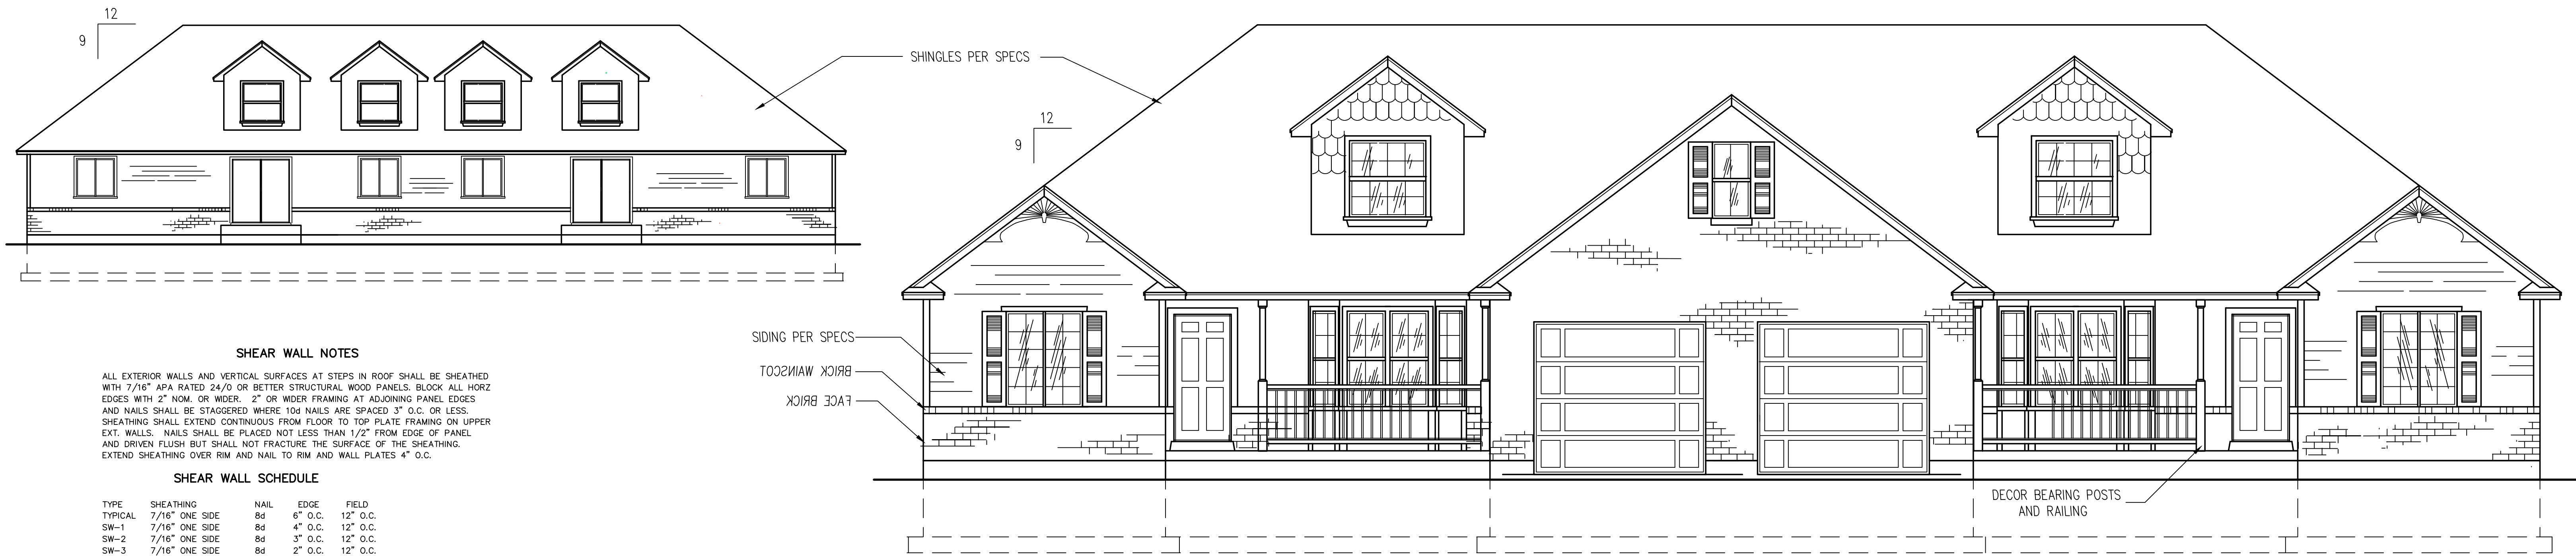 12
9
SHINGLES PER SPECS
12
9
SIDING PER SPECS
BRICK WAINSCOT
FACE BRICK
DECOR BEARING POSTS
AND RAILING
SHEAR WALL NOTES
ALL EXTERIOR WALLS AND VERTICAL SURFACES AT STEPS IN ROOF SHALL BE SHEATHED
WITH 7/16" APA RATED 24/0 OR BETTER STRUCTURAL WOOD PANELS. BLOCK ALL HORZ
EDGES WITH 2" NOM. OR WIDER. 2" OR WIDER FRAMING AT ADJOINING PANEL EDGES
AND NAILS SHALL BE STAGGERED WHERE 10d NAILS ARE SPACED 3" O.C. OR LESS.
SHEATHING SHALL EXTEND CONTINUOUS FROM FLOOR TO TOP PLATE FRAMING ON UPPER
EXT. WALLS. NAILS SHALL BE PLACED NOT LESS THAN 1/2" FROM EDGE OF PANEL
AND DRIVEN FLUSH BUT SHALL NOT FRACTURE THE SURFACE OF THE SHEATHING.
EXTEND SHEATHING OVER RIM AND NAIL TO RIM AND WALL PLATES 4" O.C.
SHEAR WALL SCHEDULE
TYPE SHEATHING NAIL EDGE FIELD
TYPICAL 7/16" ONE SIDE 8d 6" O.C. 12" O.C.
SW-1 7/16" ONE SIDE 8d 4" O.C. 12" O.C.
SW-2 7/16" ONE SIDE 8d 3" O.C. 12" O.C.
SW-3 7/16" ONE SIDE 8d 2" O.C. 12" O.C.